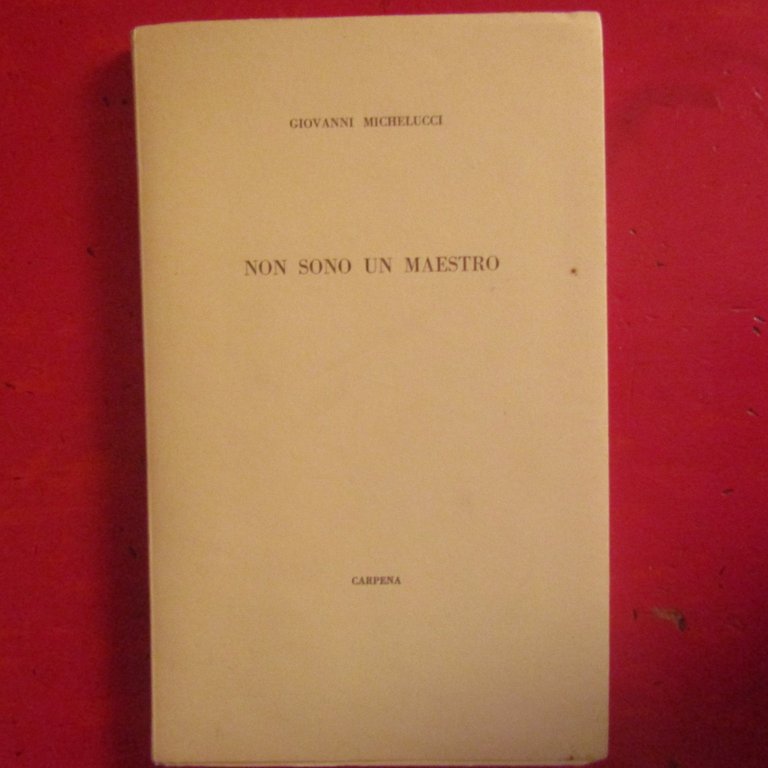 GIOVANNI MICHELUCCI
NON SONO UN MAESTRO
CARPENA